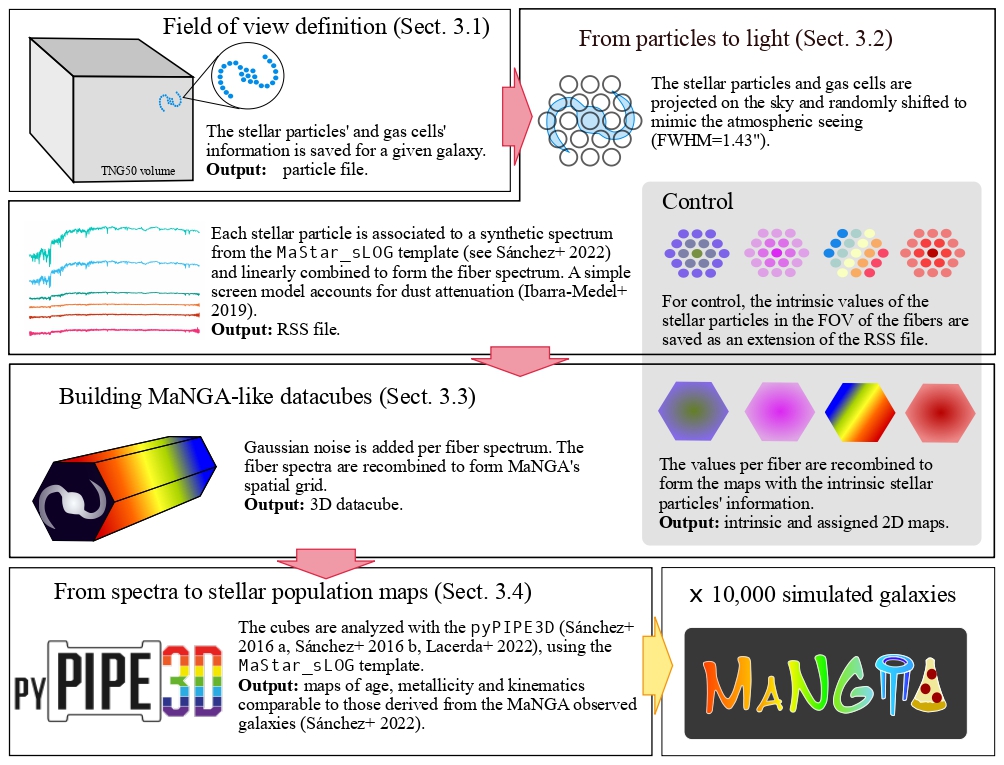 Field of view definition (Sect. 3.1)
TNG50 volume
The stellar particles' and gas cells'
information is saved for a given galaxy.
Output: particle file.
From particles to light (Sect. 3.2)
The stellar particles and gas cells are
projected on the sky and randomly shifted to
mimic the atmospheric seeing
(FWHM=1.43").
Each stellar particle is associated to a synthetic spectrum
from the MaStar_sLOG template (see Sánchez+ 2022)
and linearly combined to form the fiber spectrum. A simple
screen model accounts for dust attenuation (Ibarra-Medel+
2019).
Output: RSS file.
Control
For control, the intrinsic values of the
stellar particles in the FOV of the fibers are
saved as an extension of the RSS file.
Building MaNGA-like datacubes (Sect. 3.3)
Gaussian noise is added per fiber spectrum. The
fiber spectra are recombined to form MaNGA's
spatial grid.
Output: 3D datacube.
The values per fiber are recombined to
form the maps with the intrinsic stellar
particles' information.
Output: intrinsic and assigned 2D maps.
From spectra to stellar population maps (Sect. 3.4)
PY PIPE 3D
The cubes are analyzed with the pyPIPE3D (Sánchez+
2016 a, Sánchez+ 2016 b, Lacerda+ 2022), using the
MaStar_sLOG template.
Output: maps of age, metallicity and kinematics
comparable to those derived from the MaNGA observed
galaxies (Sánchez+ 2022).
x 10,000 simulated galaxies
MANGIA